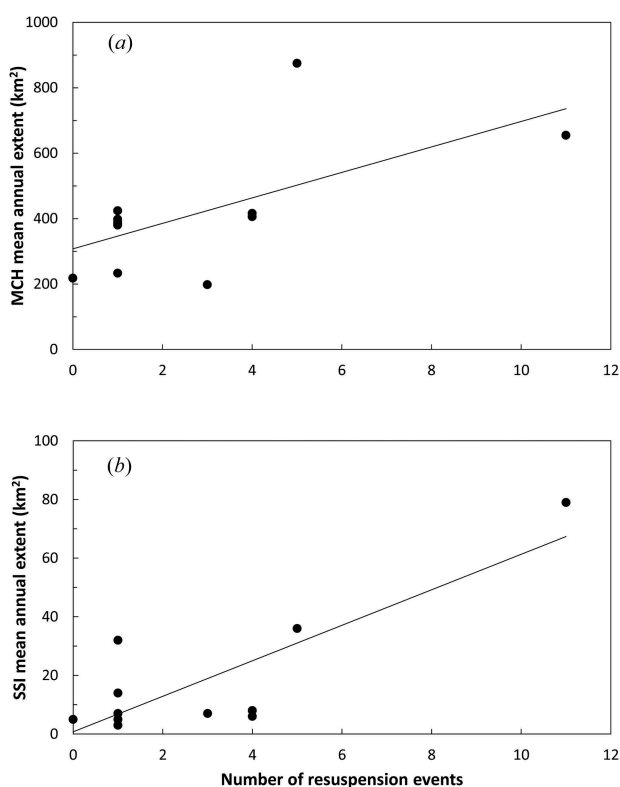 1000
(a)
800
600
400
200
0
MCH mean annual extent (km²)
0 2 4 6 8 10 12
100
(b)
80
60
40
20
0
SSI mean annual extent (km²)
0 2 4 6 8 10 12
Number of resuspension events